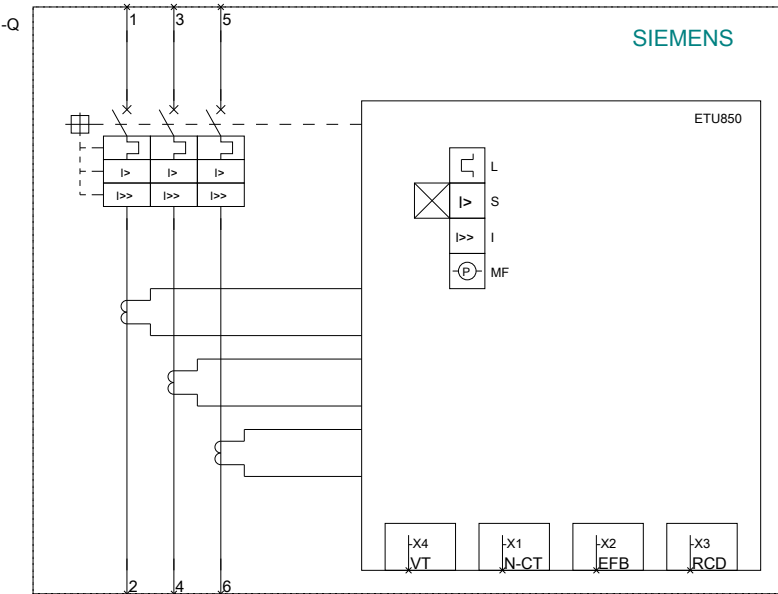 -Q
1 3 5
SIEMENS
ETU850
L
I> I> I> I> S
I>> I>> I>> I>> I
P MF
-X4 -X1 -X2 -X3
VT N-CT EFB RCD
2 4 6